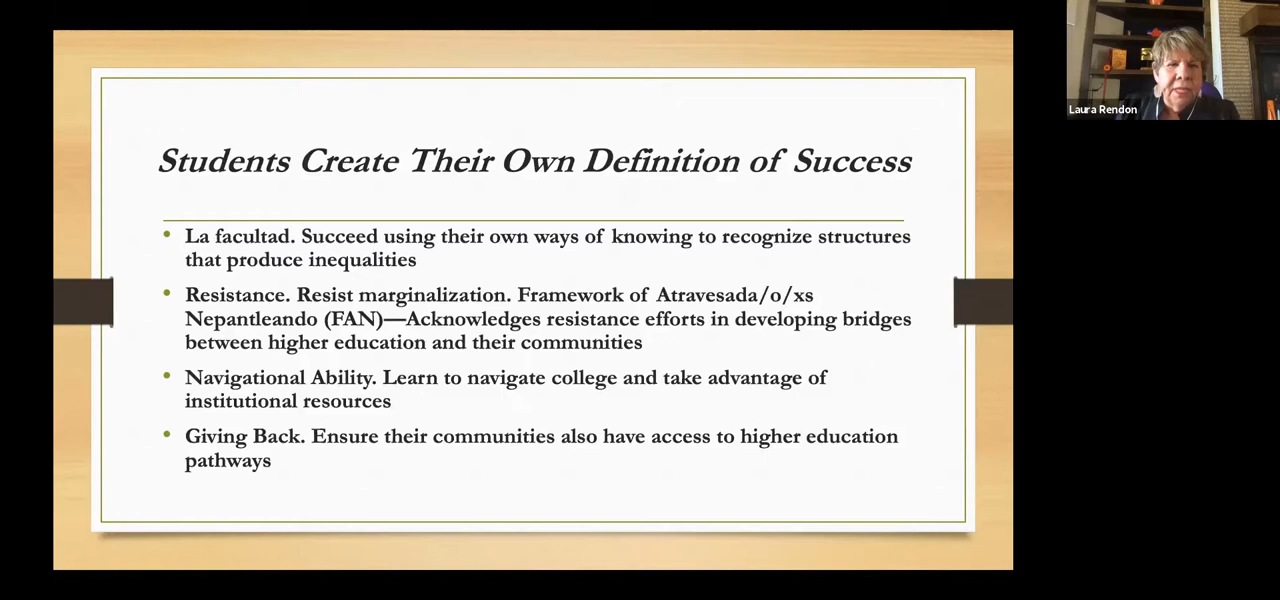 Students Create Their Own Definition of Success
• La facultad. Succeed using their own ways of knowing to recognize structures
that produce inequalities
• Resistance. Resist marginalization. Framework of Atravesada/o/xs
Nepantleando (FAN)—Acknowledges resistance efforts in developing bridges
between higher education and their communities
• Navigational Ability. Learn to navigate college and take advantage of
institutional resources
• Giving Back. Ensure their communities also have access to higher education
pathways
Laura Rendon